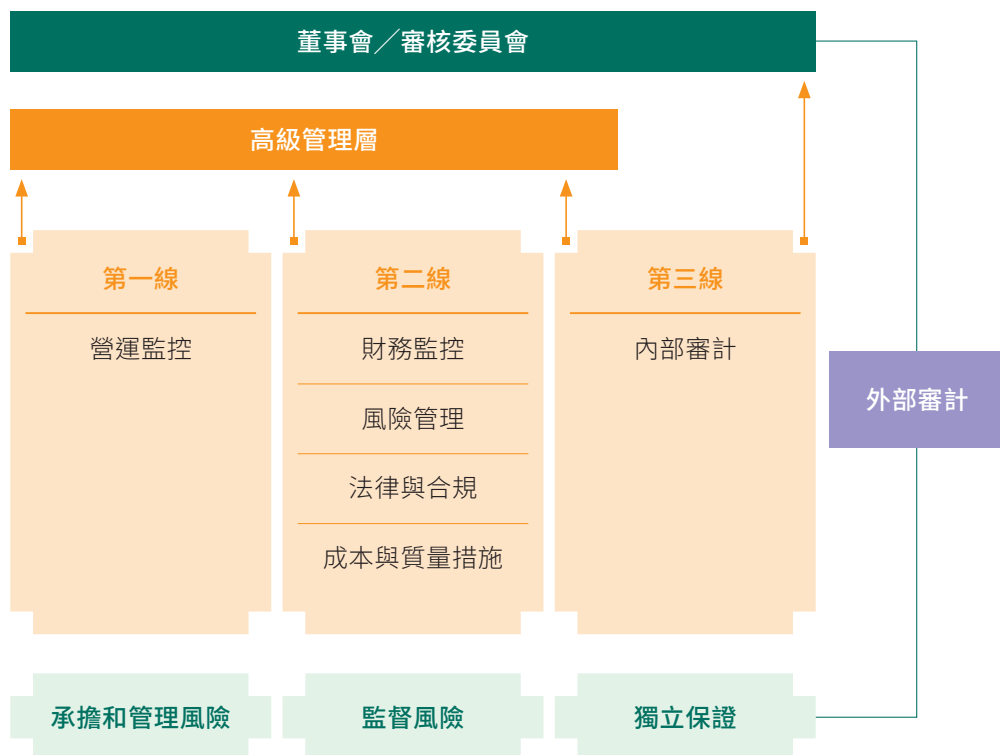 董事會╱審核委員會
高級管理層
第一線
營運監控
第二線
財務監控
風險管理
法律與合規
成本與質量措施
第三線
內部審計
外部審計
承擔和管理風險
監督風險
獨立保證